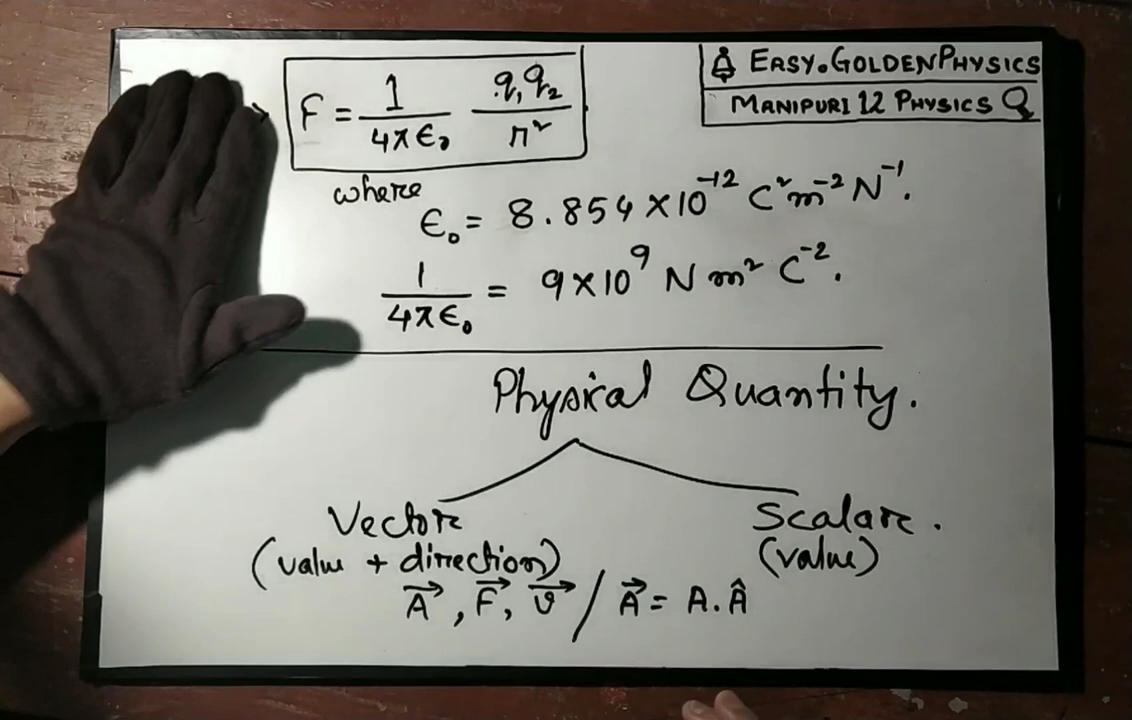 F = 1/4πϵ₀ q₁q₂/r²
EASY.GOLDENPHYSICS
MANIPURI 12 PHYSICS
where
ϵ₀ = 8.854 × 10⁻¹² C² m⁻² N⁻¹.
1/4πϵ₀ = 9×10⁹ N m² C⁻².
Physical Quantity.
Vector
Scalar.
(value + direction)
(value)
A⃗, F⃗, v⃗ / A⃗ = A.Â